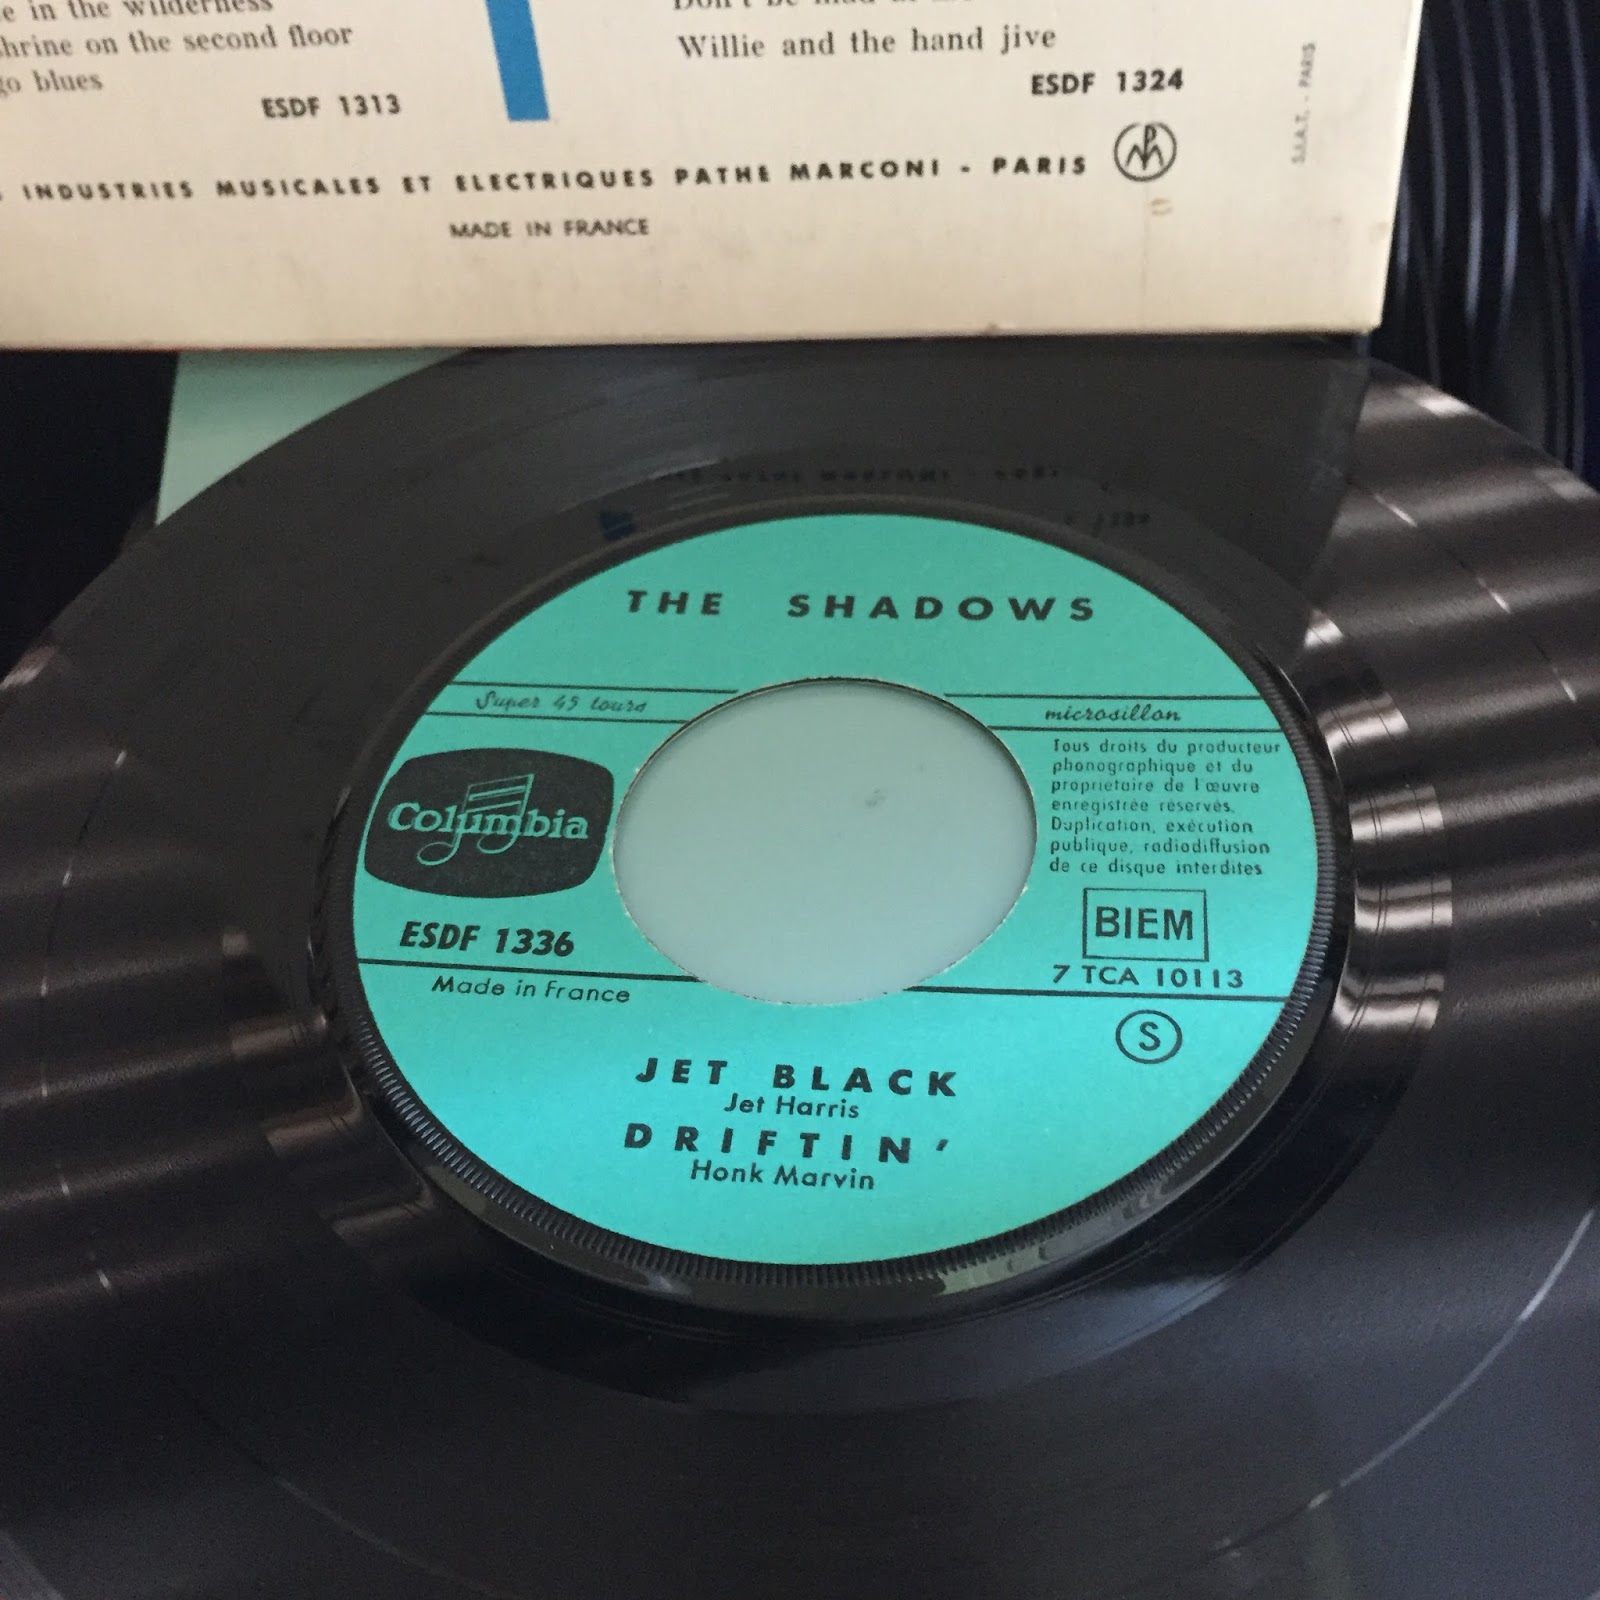 in the wilderness
on the second floor
blues
ESDF 1313
Willie and the hand jive
ESDF 1324
INDUSTRIES MUSICALES ET ELECTRIQUES PATHE MARCONI - PARIS
MADE IN FRANCE
S.I.A.T. - PARIS
THE SHADOWS
Super 45 tours
microsillon
Columbia
Tous droits du producteur
phonographique et du
propriétaire de l'œuvre
enregistrée réservés.
Duplication, exécution
publique, radiodiffusion
de ce disque interdites
BIEM
ESDF 1336
7 TCA 10113
Made in France
S
JET BLACK
Jet Harris
DRIFTIN'
Honk Marvin